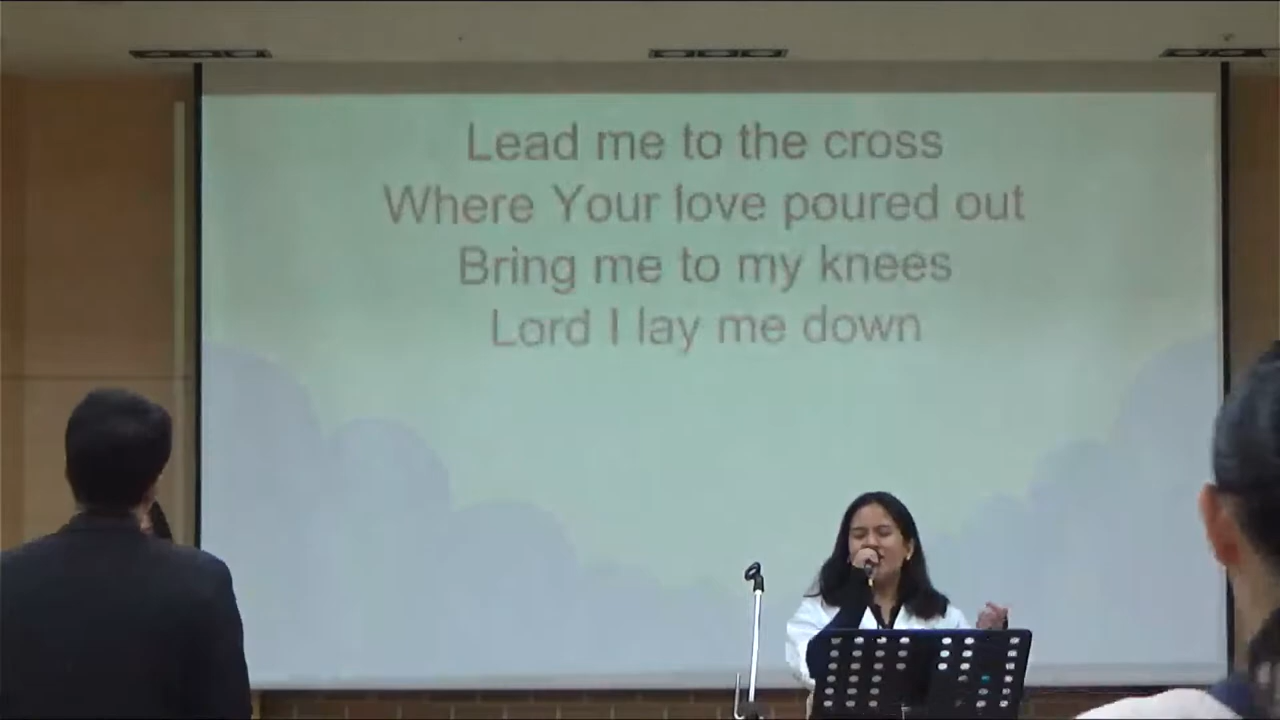 Lead me to the cross
Where Your love poured out
Bring me to my knees
Lord I lay me down